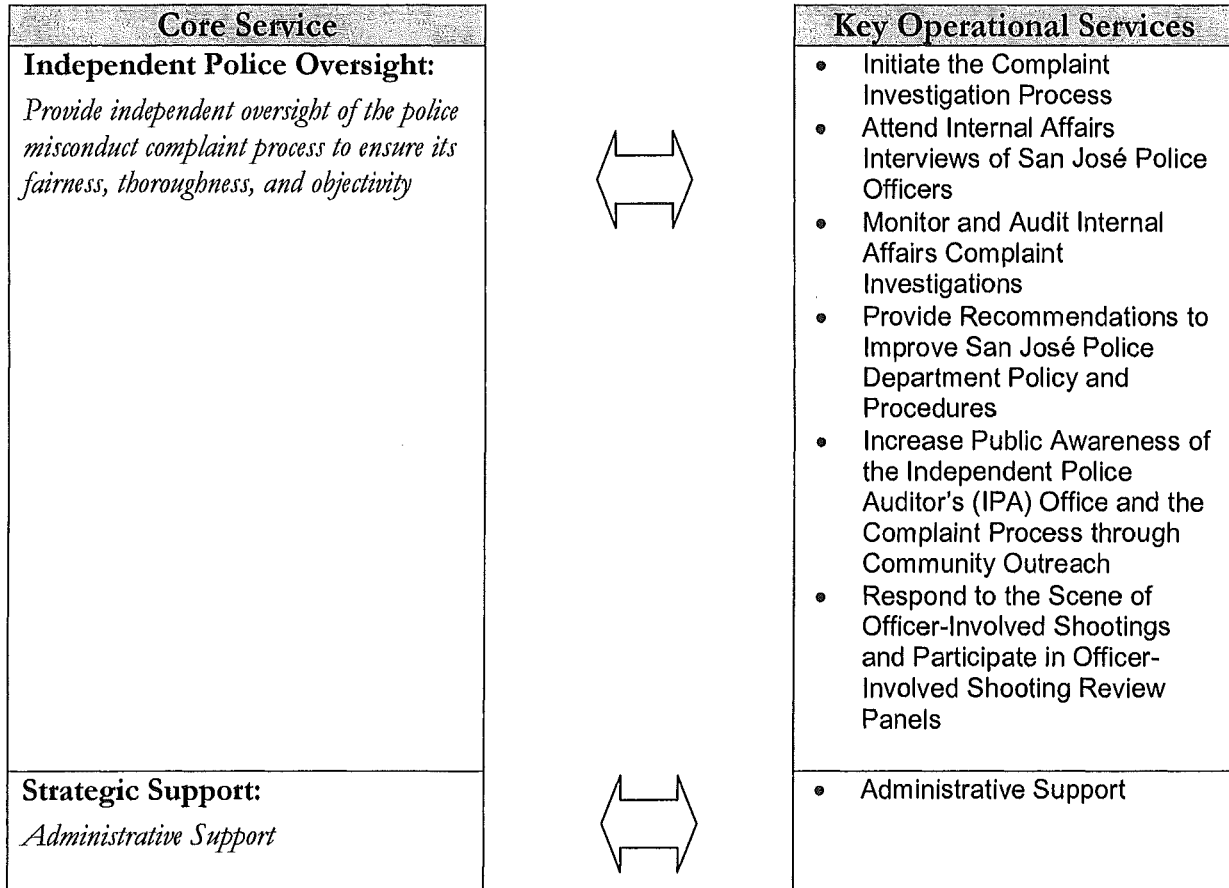 Core Service
Independent Police Oversight:
Provide independent oversight of the police
misconduct complaint process to ensure its
fairness, thoroughness, and objectivity
Key Operational Services
• Initiate the Complaint
Investigation Process
• Attend Internal Affairs
Interviews of San José Police
Officers
• Monitor and Audit Internal
Affairs Complaint
Investigations
• Provide Recommendations to
Improve San José Police
Department Policy and
Procedures
• Increase Public Awareness of
the Independent Police
Auditor's (IPA) Office and the
Complaint Process through
Community Outreach
• Respond to the Scene of
Officer-Involved Shootings
and Participate in Officer-
Involved Shooting Review
Panels
Strategic Support:
Administrative Support
• Administrative Support